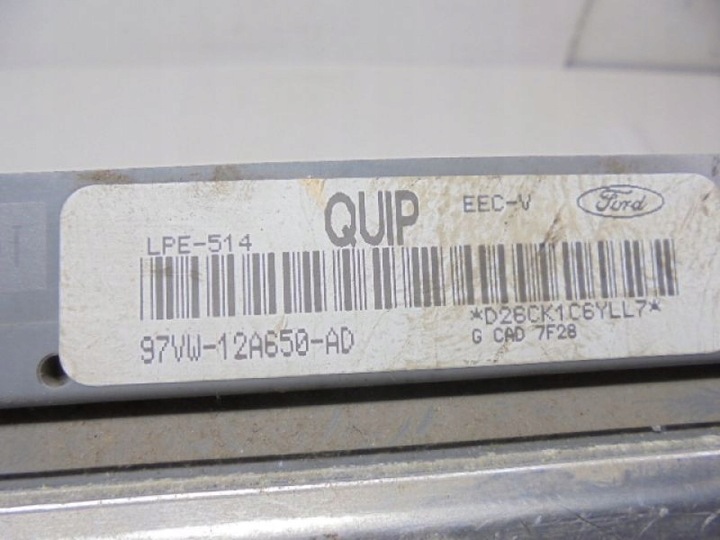 QUIP EEC-V Ford
LPE-514
*D26CK1C6YLL7*
97VW-12A650-AD
G CAD 7F28